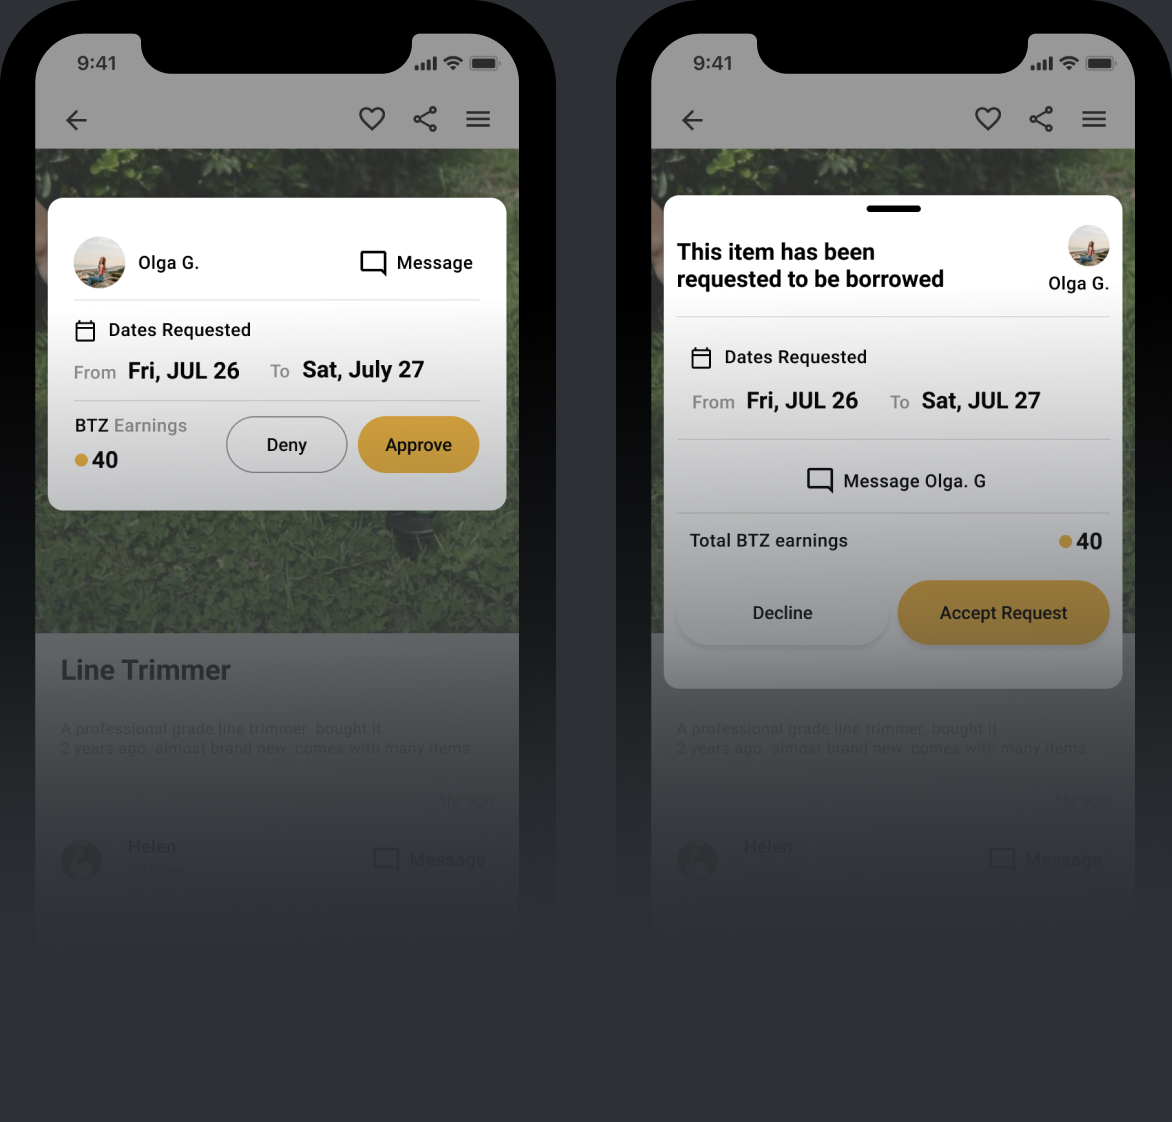 9:41
Olga G.
Message
Dates Requested
From Fri, JUL 26 To Sat, July 27
BTZ Earnings
40
Deny
Approve
Line Trimmer
A professional grade line trimmer, bought it
2 years ago, almost brand new. comes with many items
1hr ago
Helen
Message
9:41
This item has been
requested to be borrowed
Olga G.
Dates Requested
From Fri, JUL 26 To Sat, JUL 27
Message Olga. G
Total BTZ earnings
40
Decline
Accept Request
A professional grade line trimmer, bought it
2 years ago, almost brand new. comes with many items
1hr ago
Helen
Message